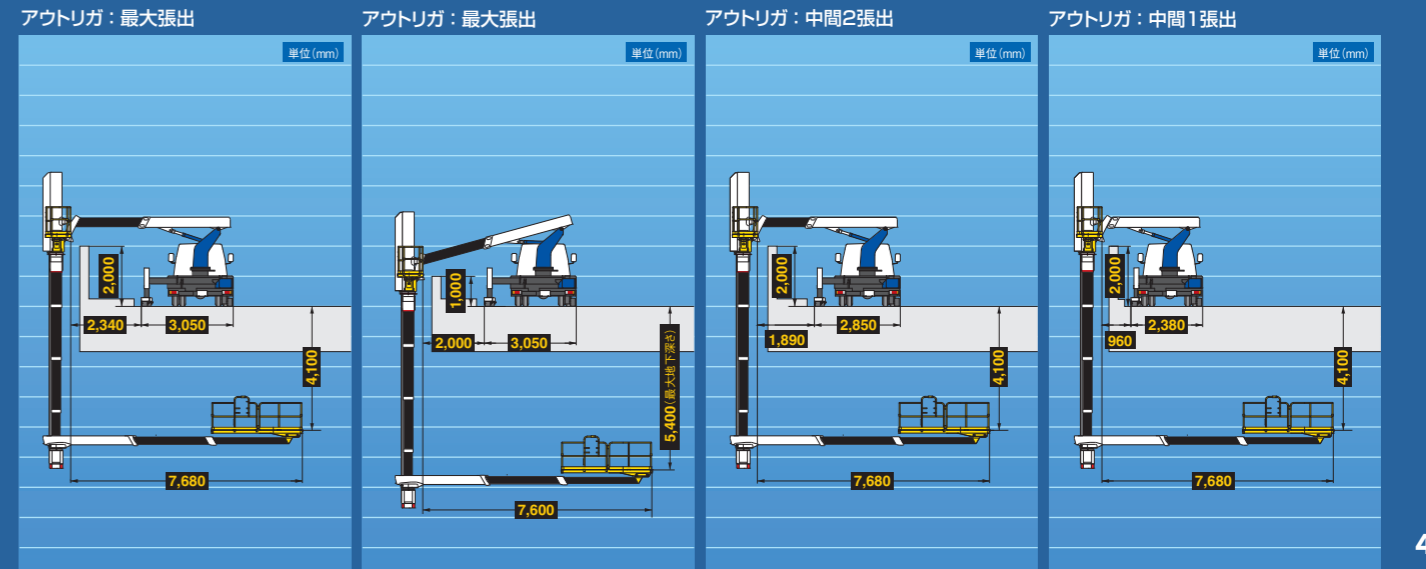 アウトリガ：最大張出
単位(mm)
2,000
2,340
3,050
4,100
7,680
アウトリガ：最大張出
単位(mm)
1,000
2,000
3,050
5,400(最大地下深さ)
7,600
アウトリガ：中間2張出
単位(mm)
2,000
1,890
2,850
4,100
7,680
アウトリガ：中間1張出
単位(mm)
2,000
960
2,380
4,100
7,680
4